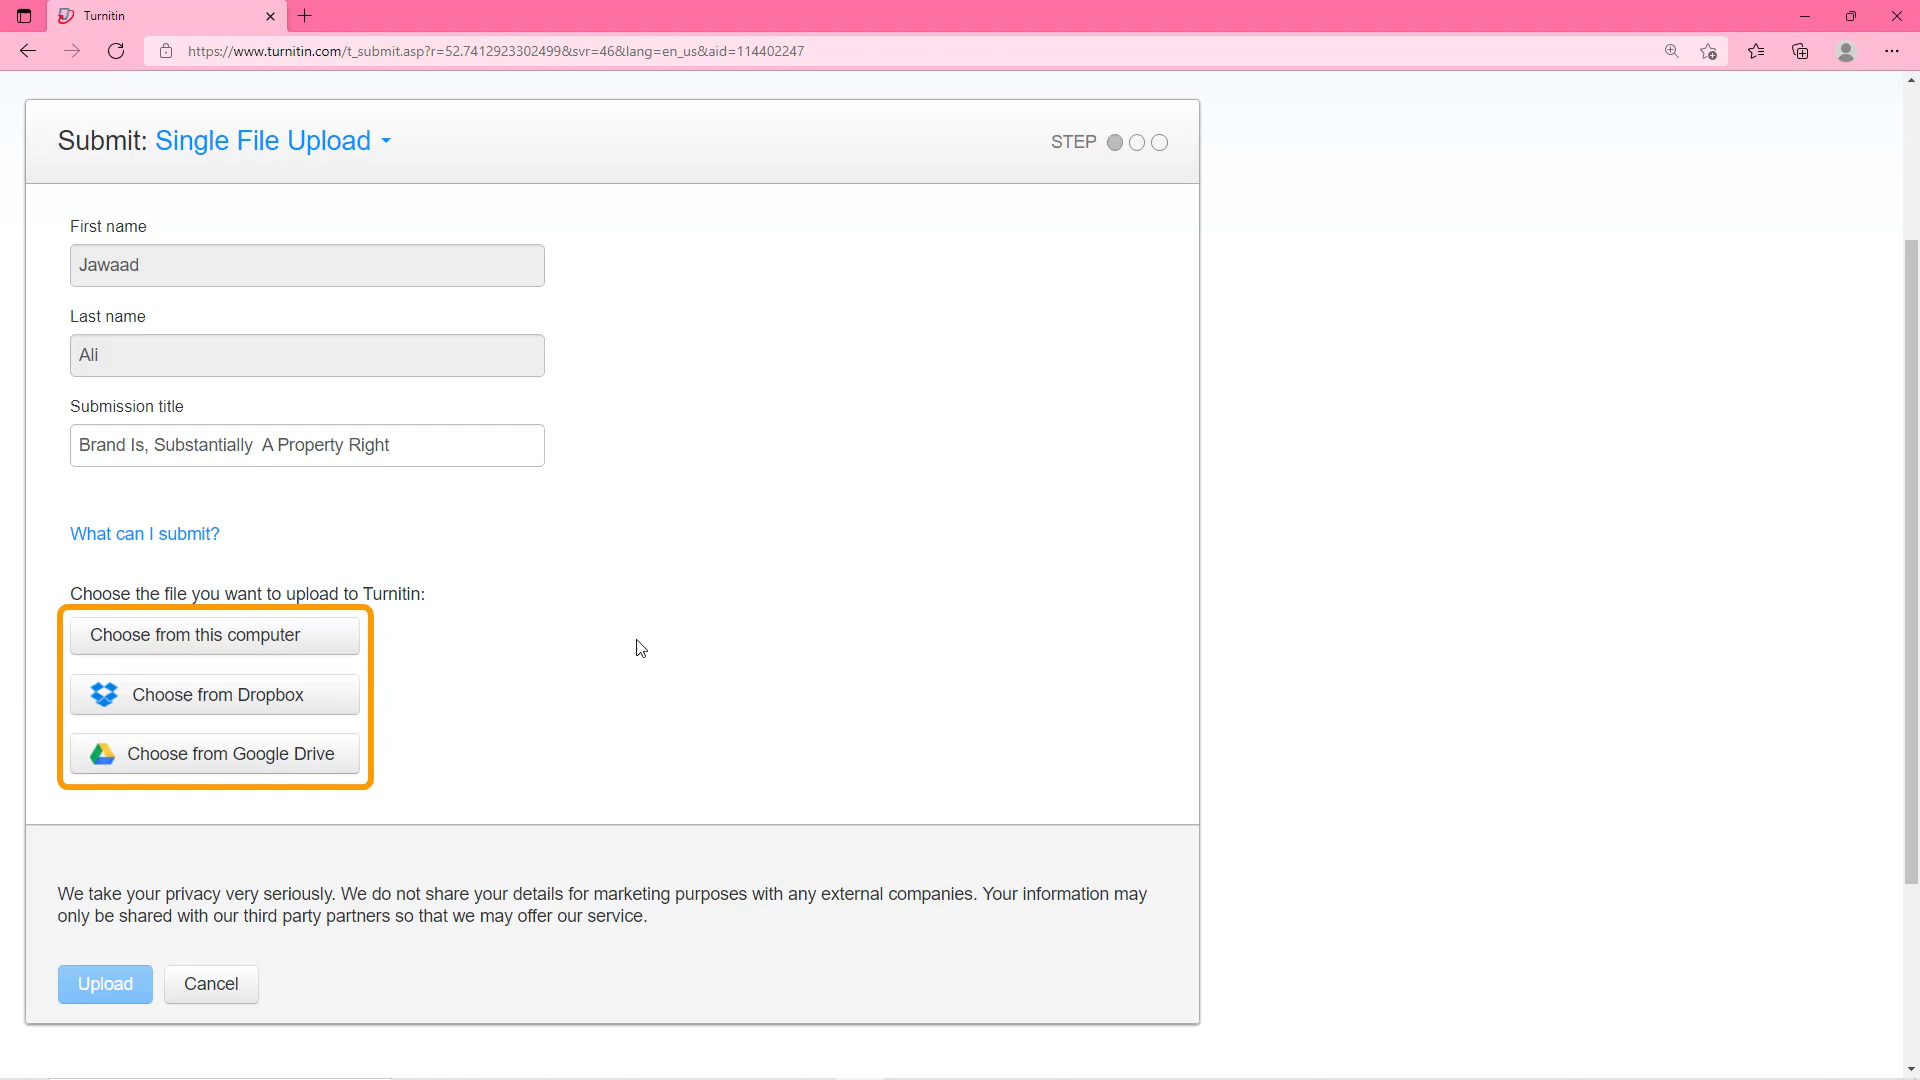 Turnitin
https://www.turnitin.com/t_submit.asp?r=52.7412923302499&svr=46&lang=en_us&aid=114402247
Submit: Single File Upload
STEP
First name
Jawaad
Last name
Ali
Submission title
Brand Is, Substantially  A Property Right
What can I submit?
Choose the file you want to upload to Turnitin:
Choose from this computer
Choose from Dropbox
Choose from Google Drive
We take your privacy very seriously. We do not share your details for marketing purposes with any external companies. Your information may
only be shared with our third party partners so that we may offer our service.
Upload
Cancel